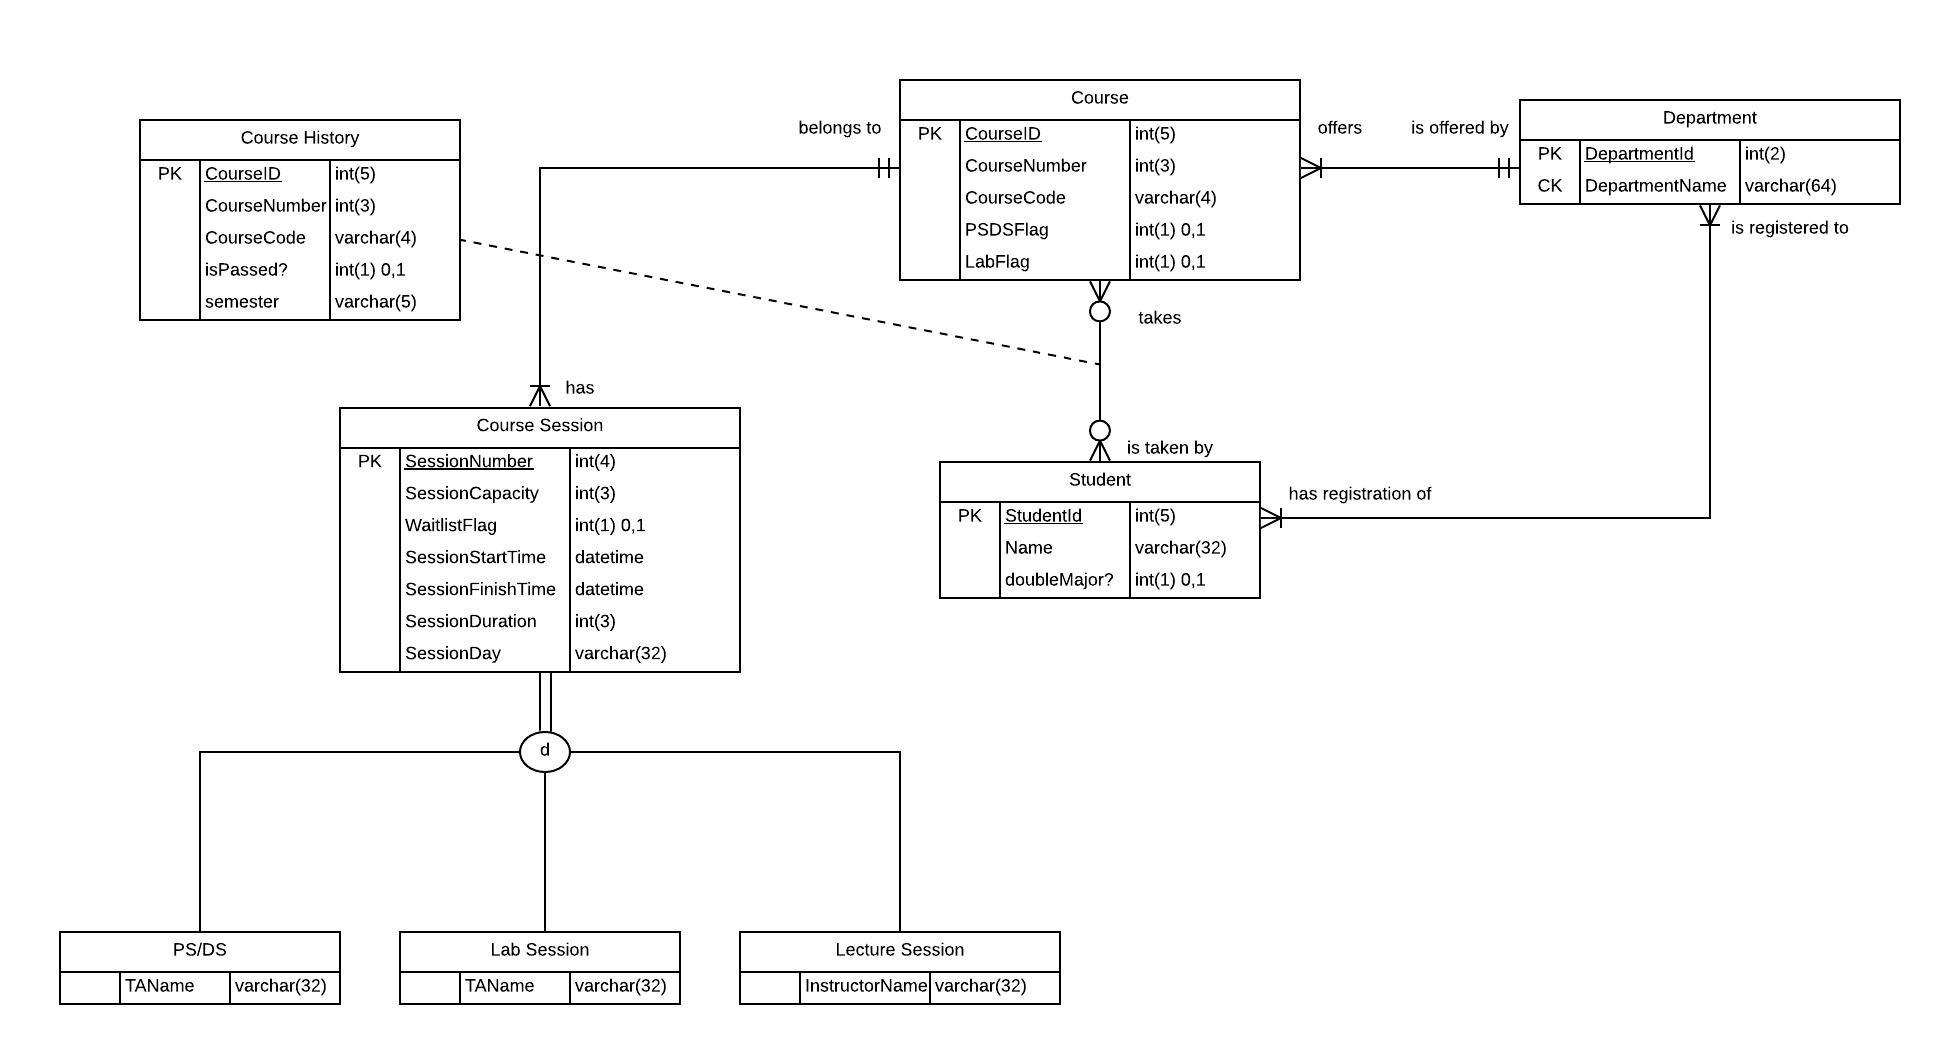 Course History
PK CourseID int(5)
CourseNumber int(3)
CourseCode varchar(4)
isPassed? int(1) 0,1
semester varchar(5)
belongs to
Course
PK CourseID int(5)
CourseNumber int(3)
CourseCode varchar(4)
PSDSFlag int(1) 0,1
LabFlag int(1) 0,1
offers
is offered by
Department
PK DepartmentId int(2)
CK DepartmentName varchar(64)
is registered to
takes
has
is taken by
Course Session
PK SessionNumber int(4)
SessionCapacity int(3)
WaitlistFlag int(1) 0,1
SessionStartTime datetime
SessionFinishTime datetime
SessionDuration int(3)
SessionDay varchar(32)
Student
PK StudentId int(5)
Name varchar(32)
doubleMajor? int(1) 0,1
has registration of
d
PS/DS
TAName varchar(32)
Lab Session
TAName varchar(32)
Lecture Session
InstructorName varchar(32)